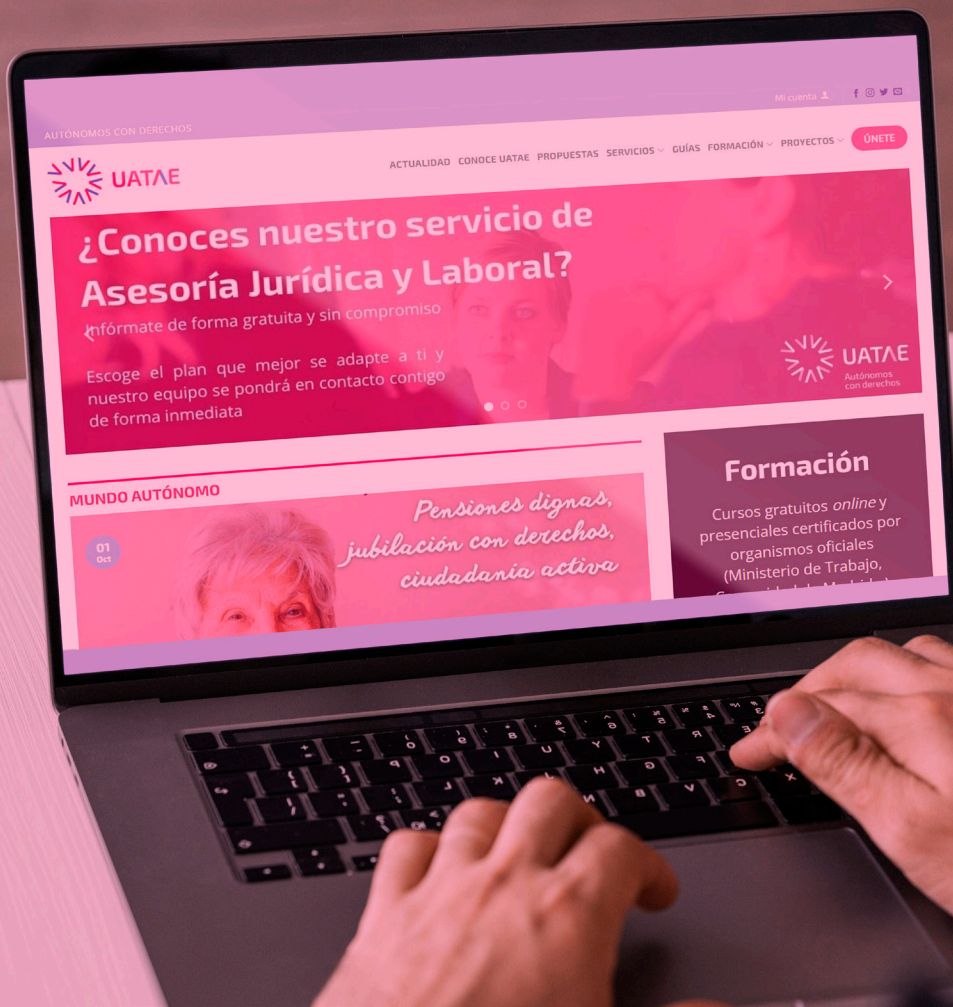 Mi cuenta
AUTÓNOMOS CON DERECHOS
UATAE
ACTUALIDAD CONOCE UATAE PROPUESTAS SERVICIOS GUÍAS FORMACIÓN PROYECTOS ÚNETE
¿Conoces nuestro servicio de
Asesoría Jurídica y Laboral?
Infórmate de forma gratuita y sin compromiso
Escoge el plan que mejor se adapte a ti y
nuestro equipo se pondrá en contacto contigo
de forma inmediata
UATAE
Autónomos
con derechos
MUNDO AUTÓNOMO
01
Oct
Pensiones dignas,
jubilación con derechos,
ciudadanía activa
Formación
Cursos gratuitos online y
presenciales certificados por
organismos oficiales
(Ministerio de Trabajo,